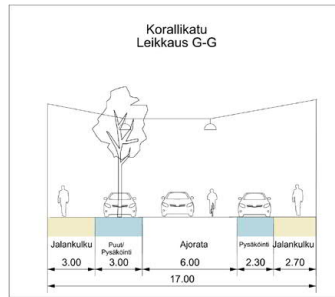 Korallikatu
Leikkaus G-G
Jalankulku Puut/ Pysäköinti Ajorata Pysäköinti Jalankulku
3.00 3.00 6.00 2.30 2.70
17.00